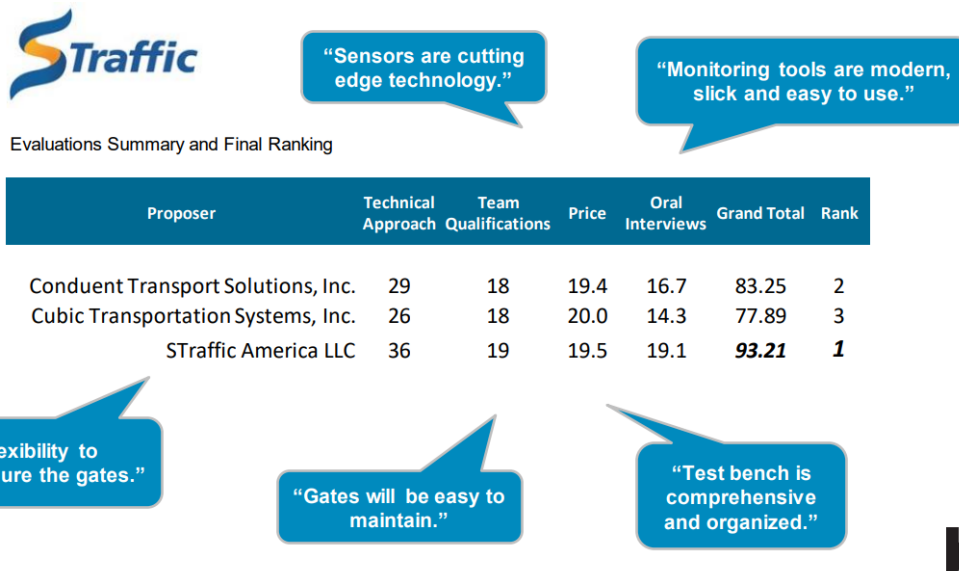 STraffic
“Sensors are cutting
edge technology.”
“Monitoring tools are modern,
slick and easy to use.”
Evaluations Summary and Final Ranking
Proposer Technical Approach Team Qualifications Price Oral Interviews Grand Total Rank
Conduent Transport Solutions, Inc. 29 18 19.4 16.7 83.25 2
Cubic Transportation Systems, Inc. 26 18 20.0 14.3 77.89 3
STraffic America LLC 36 19 19.5 19.1 93.21 1
to
the gates.”
“Gates will be easy to
maintain.”
“Test bench is
comprehensive
and organized.”